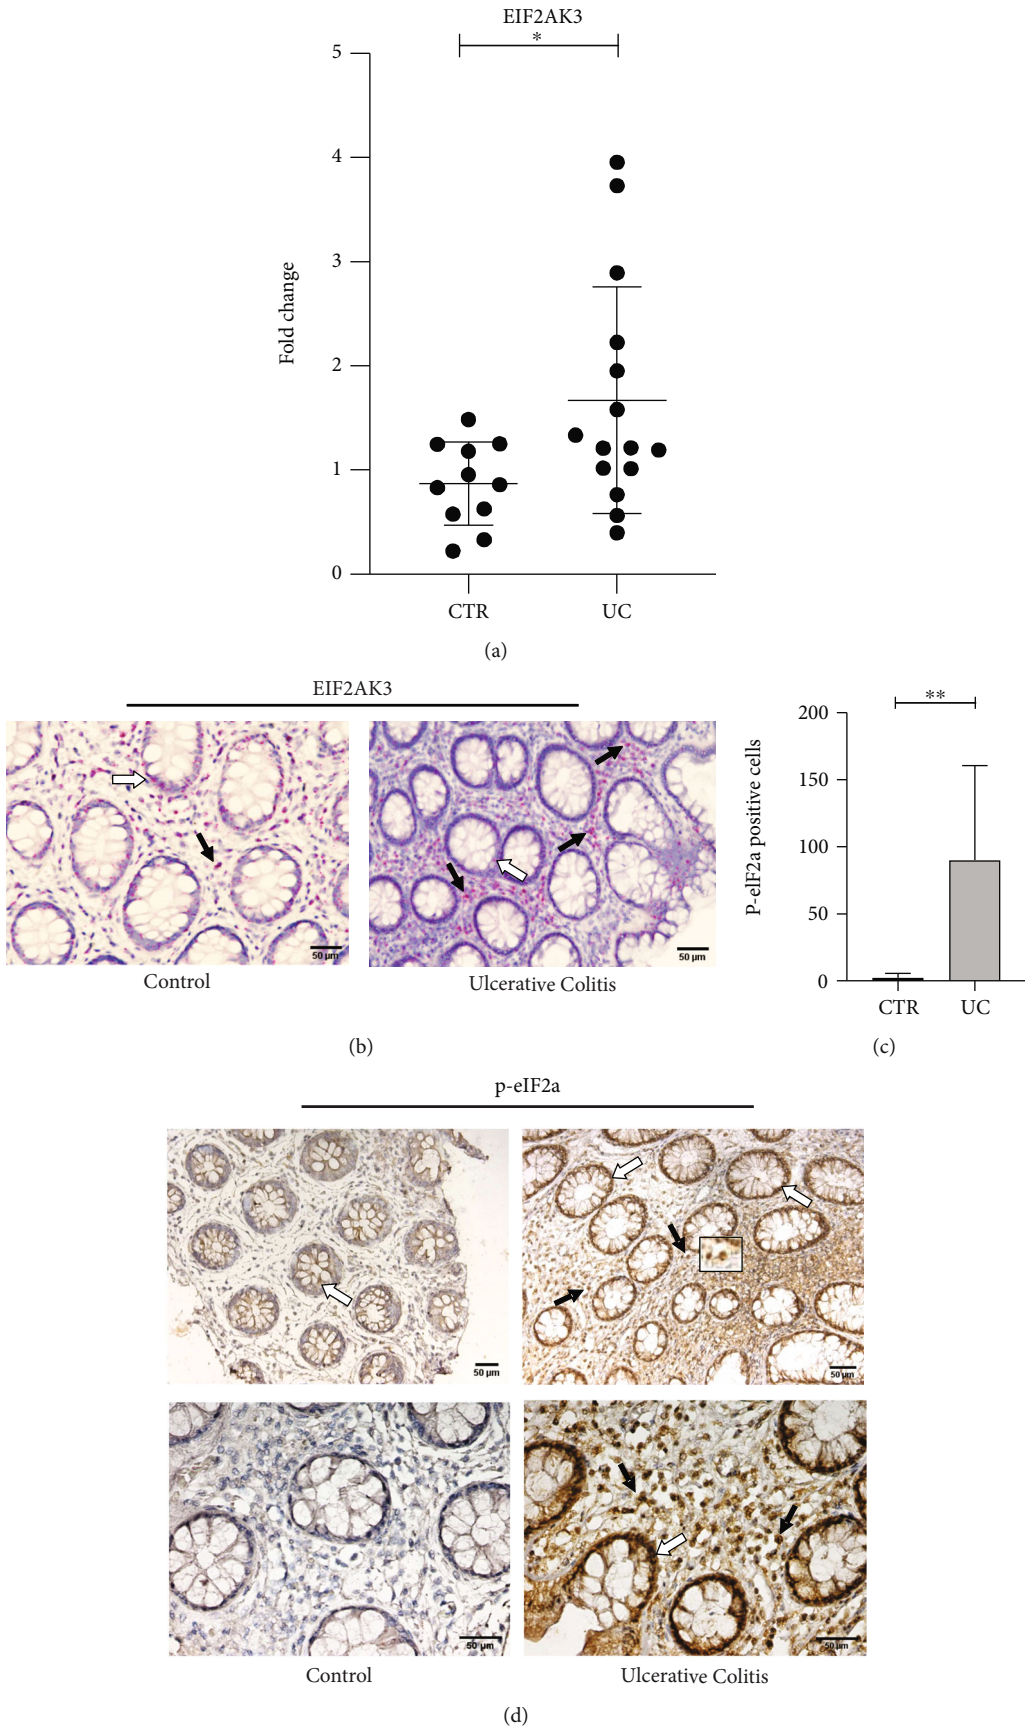 EIF2AK3
*
5
4
3
2
1
0
Fold change
CTR
UC
(a)
EIF2AK3
50 µm
50 µm
Control
Ulcerative Colitis
(b)
**
200
150
100
50
0
P-eIF2a positive cells
CTR
UC
(c)
p-eIF2a
50 µm
50 µm
50 µm
50 µm
Control
Ulcerative Colitis
(d)